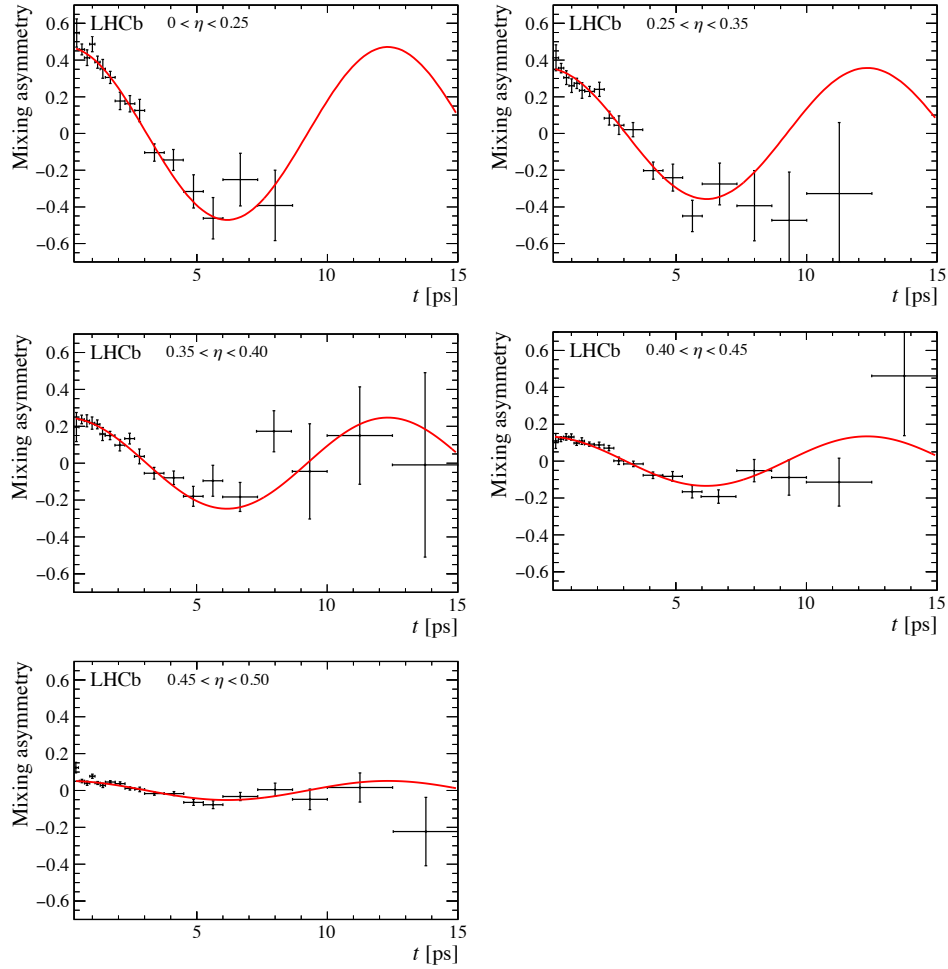 LHCb 0 < η < 0.25
Mixing asymmetry
0.6
0.4
0.2
0
−0.2
−0.4
−0.6
5 10 15
t [ps]
LHCb 0.25 < η < 0.35
Mixing asymmetry
0.6
0.4
0.2
0
−0.2
−0.4
−0.6
5 10 15
t [ps]
LHCb 0.35 < η < 0.40
Mixing asymmetry
0.6
0.4
0.2
0
−0.2
−0.4
−0.6
5 10 15
t [ps]
LHCb 0.40 < η < 0.45
Mixing asymmetry
0.6
0.4
0.2
0
−0.2
−0.4
−0.6
5 10 15
t [ps]
LHCb 0.45 < η < 0.50
Mixing asymmetry
0.6
0.4
0.2
0
−0.2
−0.4
−0.6
5 10 15
t [ps]